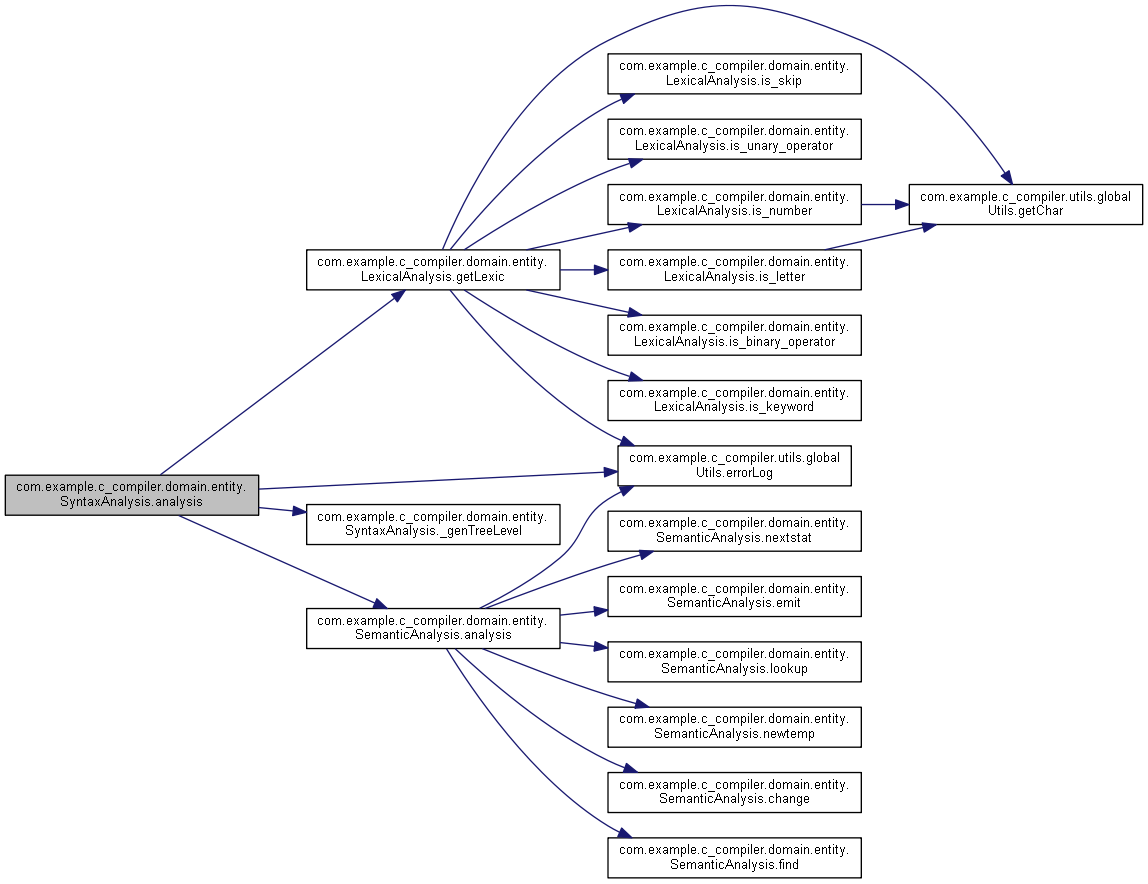 com.example.c_compiler.domain.entity.
LexicalAnalysis.is_skip
com.example.c_compiler.domain.entity.
LexicalAnalysis.is_unary_operator
com.example.c_compiler.domain.entity.
LexicalAnalysis.is_number
com.example.c_compiler.utils.global
Utils.getChar
com.example.c_compiler.domain.entity.
LexicalAnalysis.getLexic
com.example.c_compiler.domain.entity.
LexicalAnalysis.is_letter
com.example.c_compiler.domain.entity.
LexicalAnalysis.is_binary_operator
com.example.c_compiler.domain.entity.
LexicalAnalysis.is_keyword
com.example.c_compiler.utils.global
Utils.errorLog
com.example.c_compiler.domain.entity.
SyntaxAnalysis.analysis
com.example.c_compiler.domain.entity.
SyntaxAnalysis._genTreeLevel
com.example.c_compiler.domain.entity.
SemanticAnalysis.nextstat
com.example.c_compiler.domain.entity.
SemanticAnalysis.emit
com.example.c_compiler.domain.entity.
SemanticAnalysis.analysis
com.example.c_compiler.domain.entity.
SemanticAnalysis.lookup
com.example.c_compiler.domain.entity.
SemanticAnalysis.newtemp
com.example.c_compiler.domain.entity.
SemanticAnalysis.change
com.example.c_compiler.domain.entity.
SemanticAnalysis.find